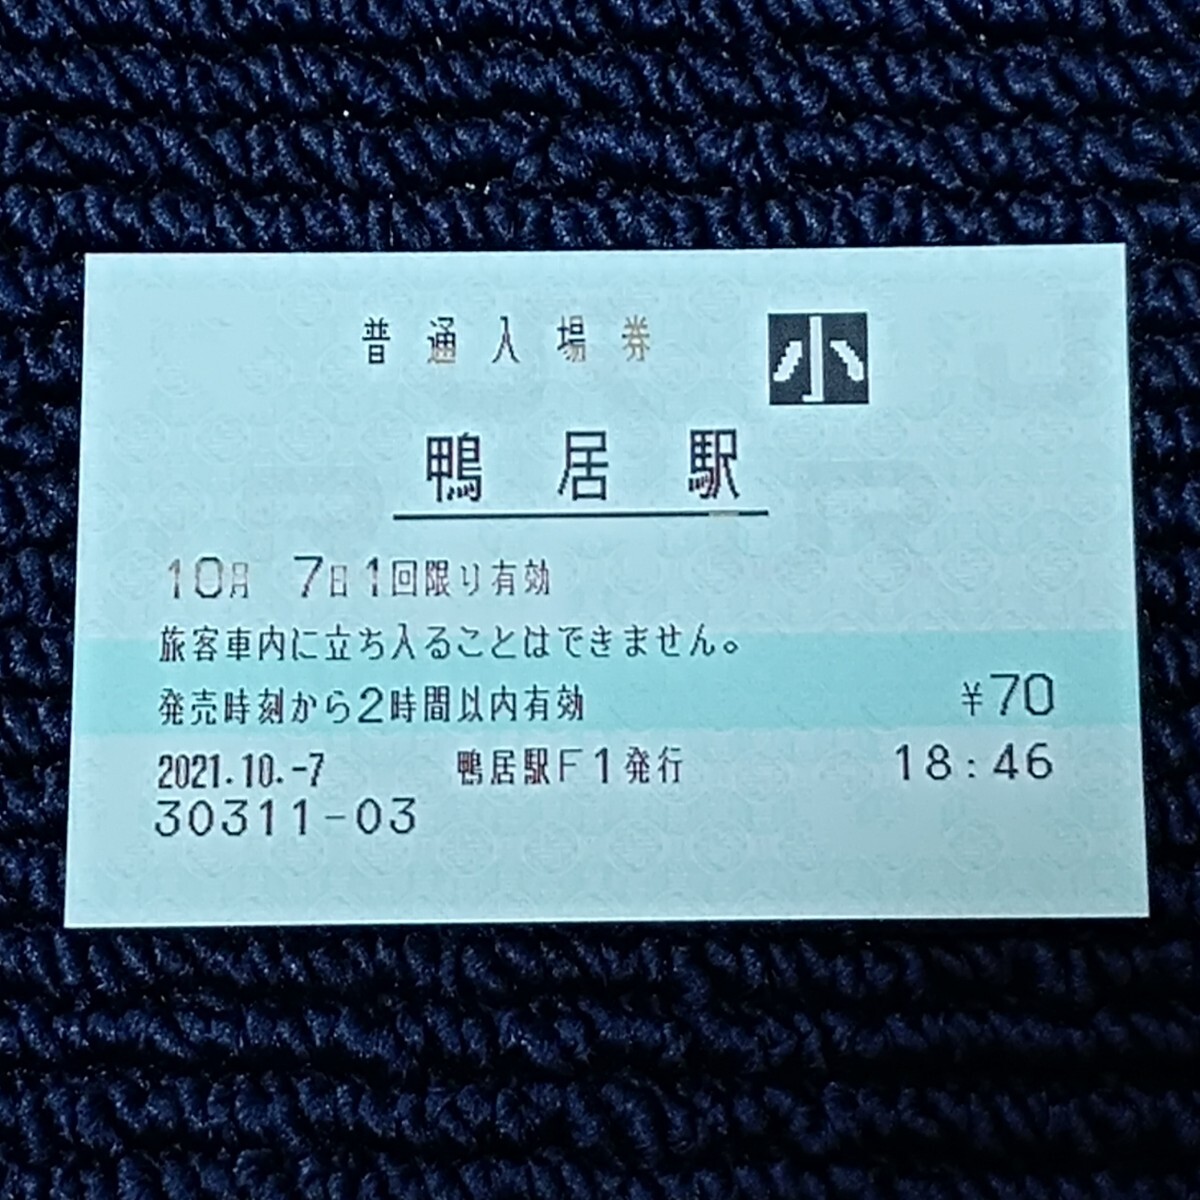 普通入場券 小
鴨居駅
10月 7日1回限り有効
旅客車内に立ち入ることはできません。
発売時刻から2時間以内有効 ¥70
2021.10.-7 鴨居駅F1発行 18:46
30311-03